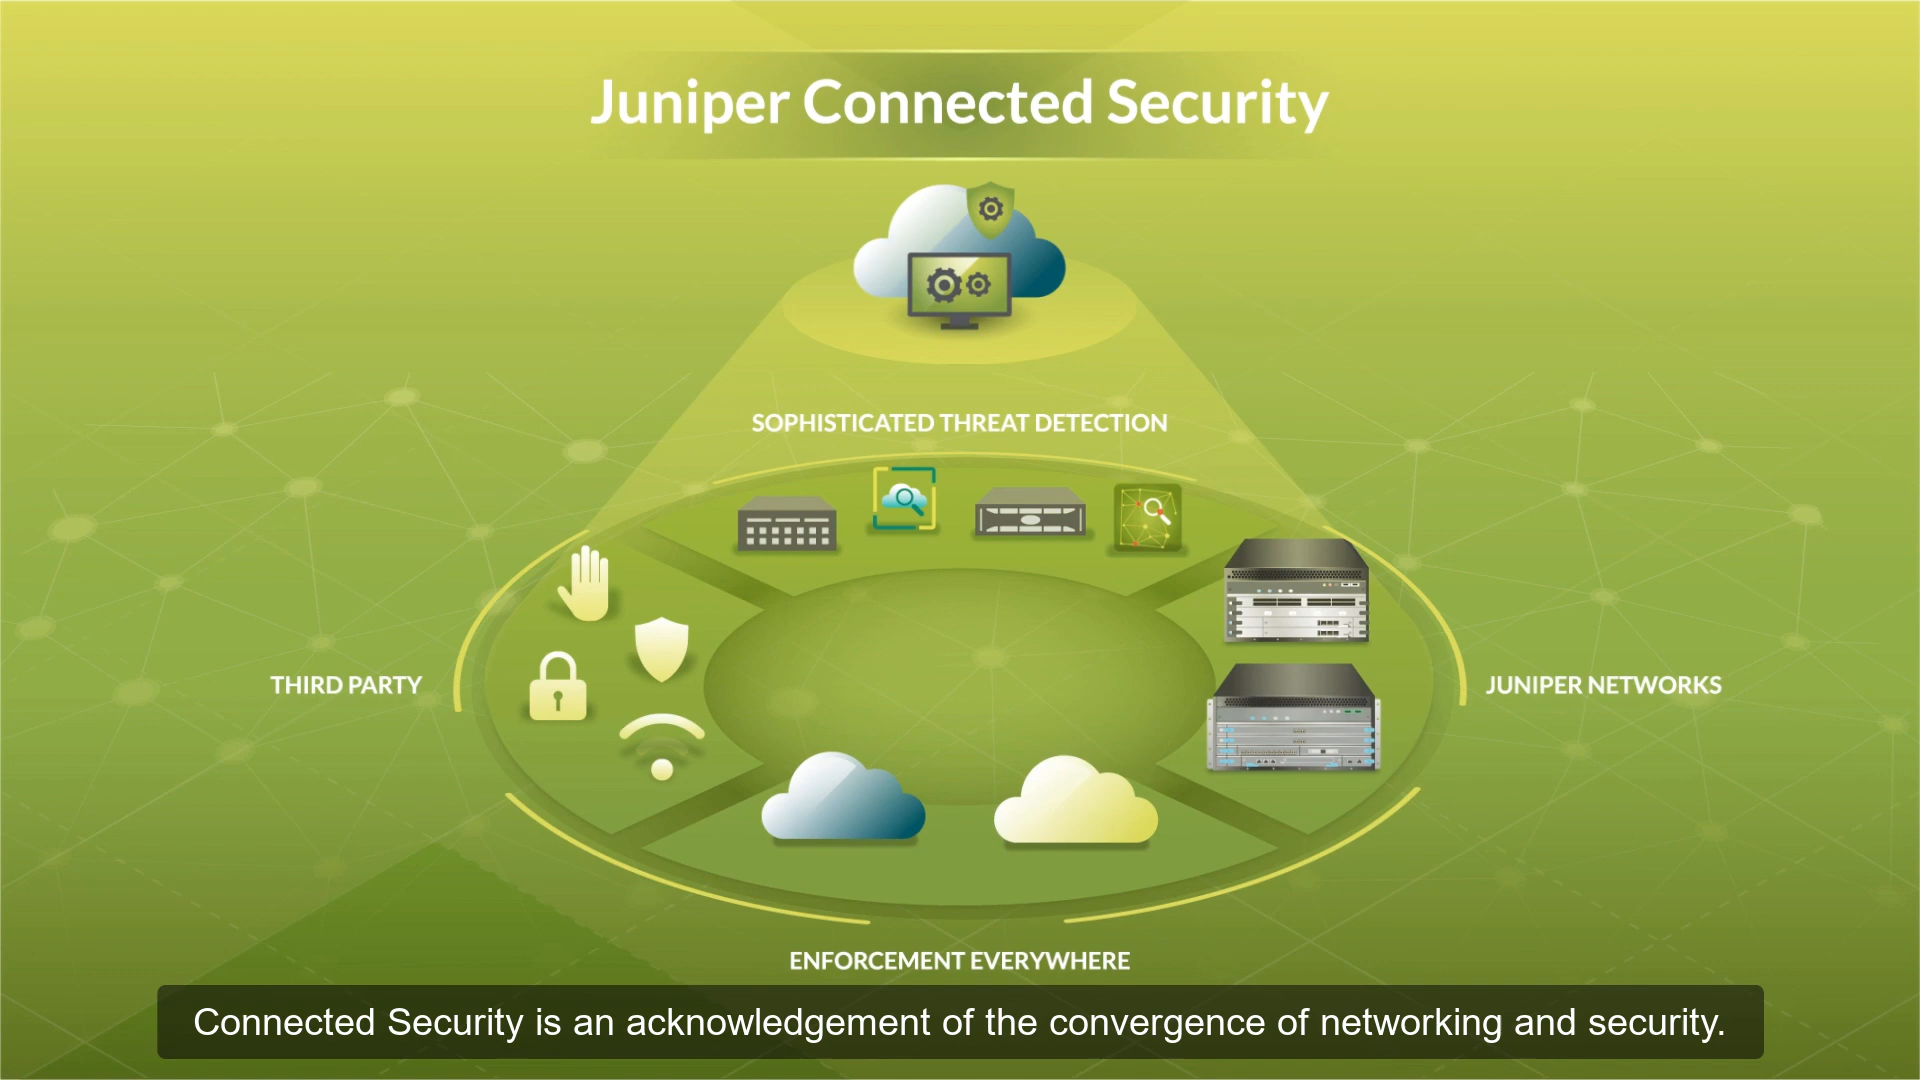 Juniper Connected Security
SOPHISTICATED THREAT DETECTION
THIRD PARTY
JUNIPER NETWORKS
ENFORCEMENT EVERYWHERE
Connected Security is an acknowledgement of the convergence of networking and security.